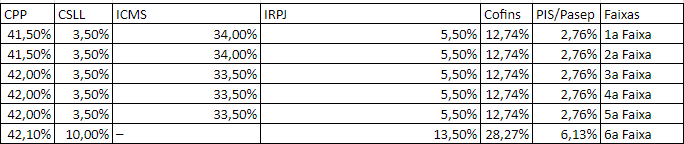 CPP CSLL ICMS IRPJ Cofins PIS/Pasep Faixas
41,50% 3,50% 34,00% 5,50% 12,74% 2,76% 1a Faixa
41,50% 3,50% 34,00% 5,50% 12,74% 2,76% 2a Faixa
42,00% 3,50% 33,50% 5,50% 12,74% 2,76% 3a Faixa
42,00% 3,50% 33,50% 5,50% 12,74% 2,76% 4a Faixa
42,00% 3,50% 33,50% 5,50% 12,74% 2,76% 5a Faixa
42,10% 10,00% – 13,50% 28,27% 6,13% 6a Faixa